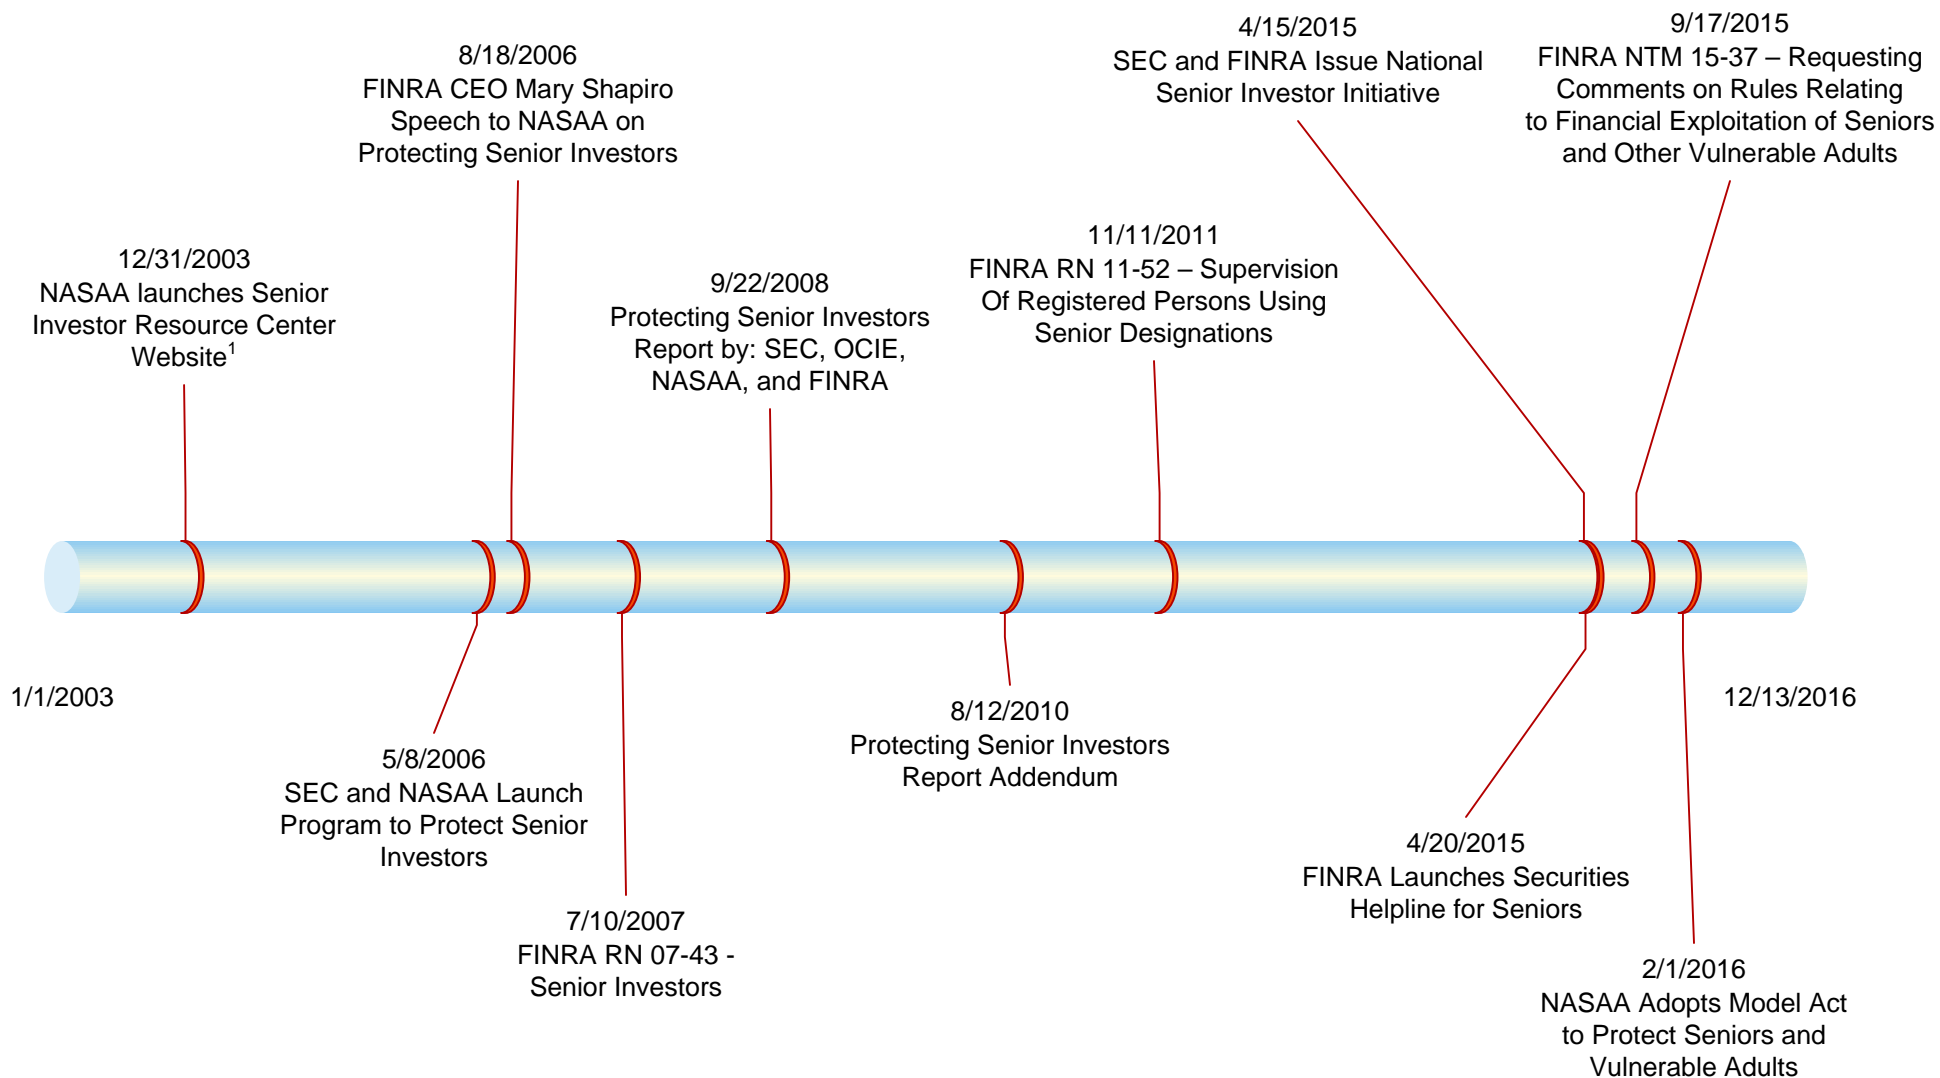 12/31/2003
NASAA launches Senior
Investor Resource Center
Website1
8/18/2006
FINRA CEO Mary Shapiro
Speech to NASAA on
Protecting Senior Investors
9/22/2008
Protecting Senior Investors
Report by: SEC, OCIE,
NASAA, and FINRA
11/11/2011
FINRA RN 11-52 – Supervision
Of Registered Persons Using
Senior Designations
4/15/2015
SEC and FINRA Issue National
Senior Investor Initiative
9/17/2015
FINRA NTM 15-37 – Requesting
Comments on Rules Relating
to Financial Exploitation of Seniors
and Other Vulnerable Adults
1/1/2003
12/13/2016
5/8/2006
SEC and NASAA Launch
Program to Protect Senior
Investors
7/10/2007
FINRA RN 07-43 -
Senior Investors
8/12/2010
Protecting Senior Investors
Report Addendum
4/20/2015
FINRA Launches Securities
Helpline for Seniors
2/1/2016
NASAA Adopts Model Act
to Protect Seniors and
Vulnerable Adults